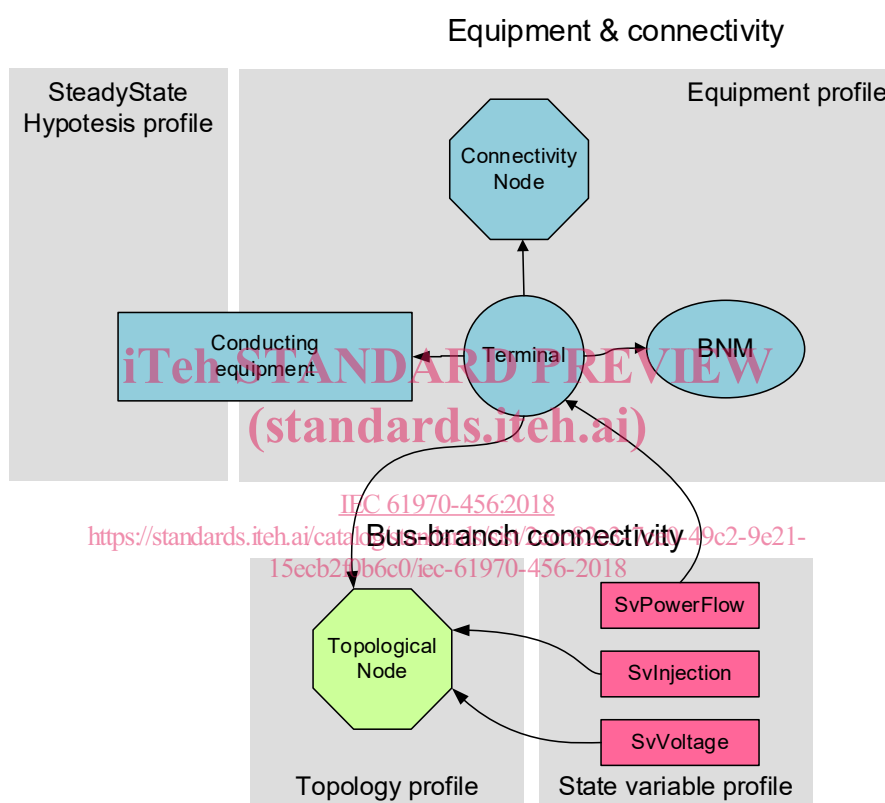 Equipment & connectivity
SteadyState
Hypotesis profile
Equipment profile
Connectivity
Node
Conducting
equipment
Terminal
BNM
iTeh STANDARD PREVIEW
(standards.iteh.ai)
IEC 61970-456:2018
Bus-branch connectivity
15ecb2f0b6c0/iec-61970-456-2018
SvPowerFlow
Topological
Node
SvInjection
SvVoltage
Topology profile
State variable profile